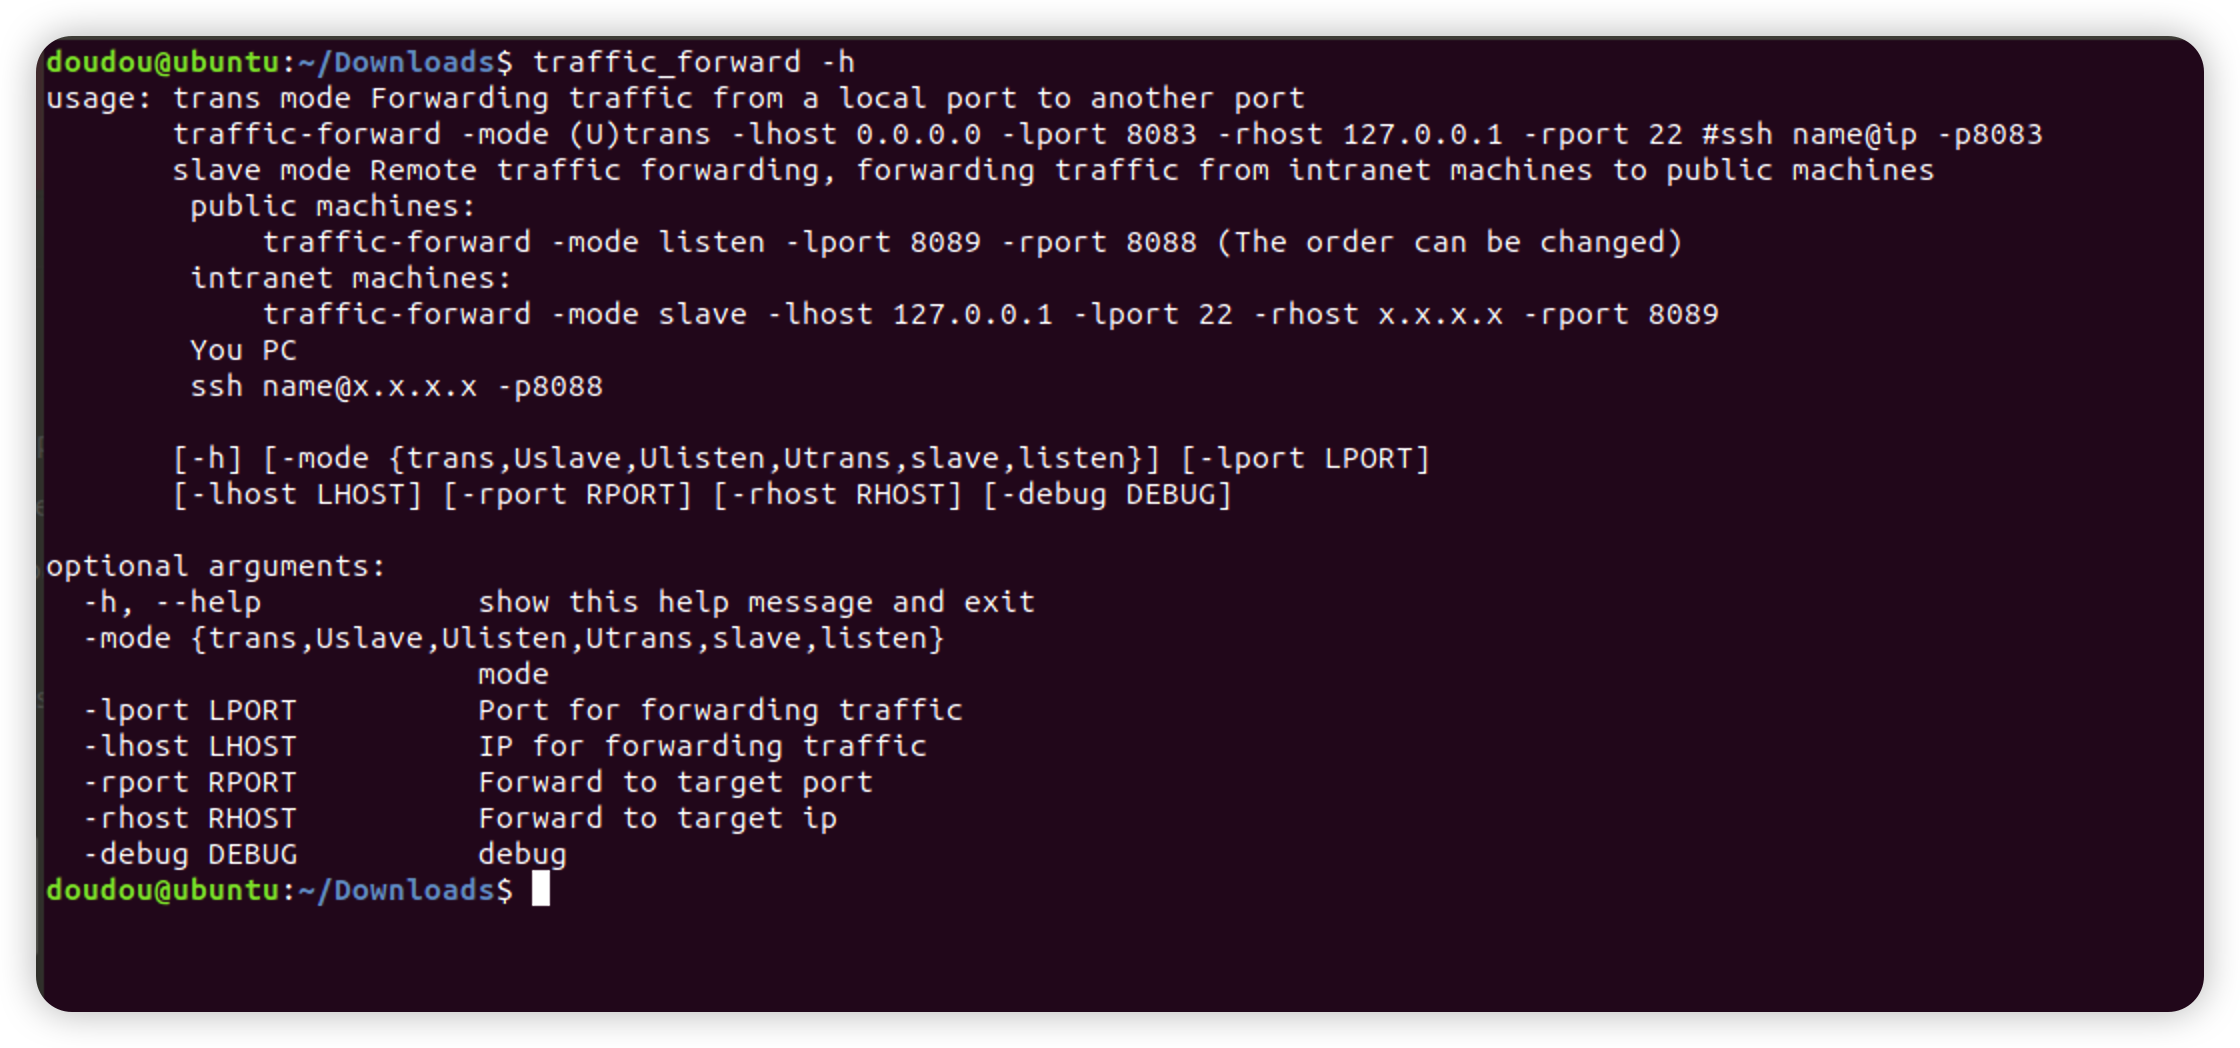 doudou@ubuntu:~/Downloads$ traffic_forward -h
usage: trans mode Forwarding traffic from a local port to another port
       traffic-forward -mode (U)trans -lhost 0.0.0.0 -lport 8083 -rhost 127.0.0.1 -rport 22 #ssh name@ip -p8083
       slave mode Remote traffic forwarding, forwarding traffic from intranet machines to public machines
        public machines:
            traffic-forward -mode listen -lport 8089 -rport 8088 (The order can be changed)
        intranet machines:
            traffic-forward -mode slave -lhost 127.0.0.1 -lport 22 -rhost x.x.x.x -rport 8089
        You PC
        ssh name@x.x.x.x -p8088

       [-h] [-mode {trans,Uslave,Ulisten,Utrans,slave,listen}] [-lport LPORT]
       [-lhost LHOST] [-rport RPORT] [-rhost RHOST] [-debug DEBUG]

optional arguments:
  -h, --help            show this help message and exit
  -mode {trans,Uslave,Ulisten,Utrans,slave,listen}
                        mode
  -lport LPORT          Port for forwarding traffic
  -lhost LHOST          IP for forwarding traffic
  -rport RPORT          Forward to target port
  -rhost RHOST          Forward to target ip
  -debug DEBUG          debug
doudou@ubuntu:~/Downloads$